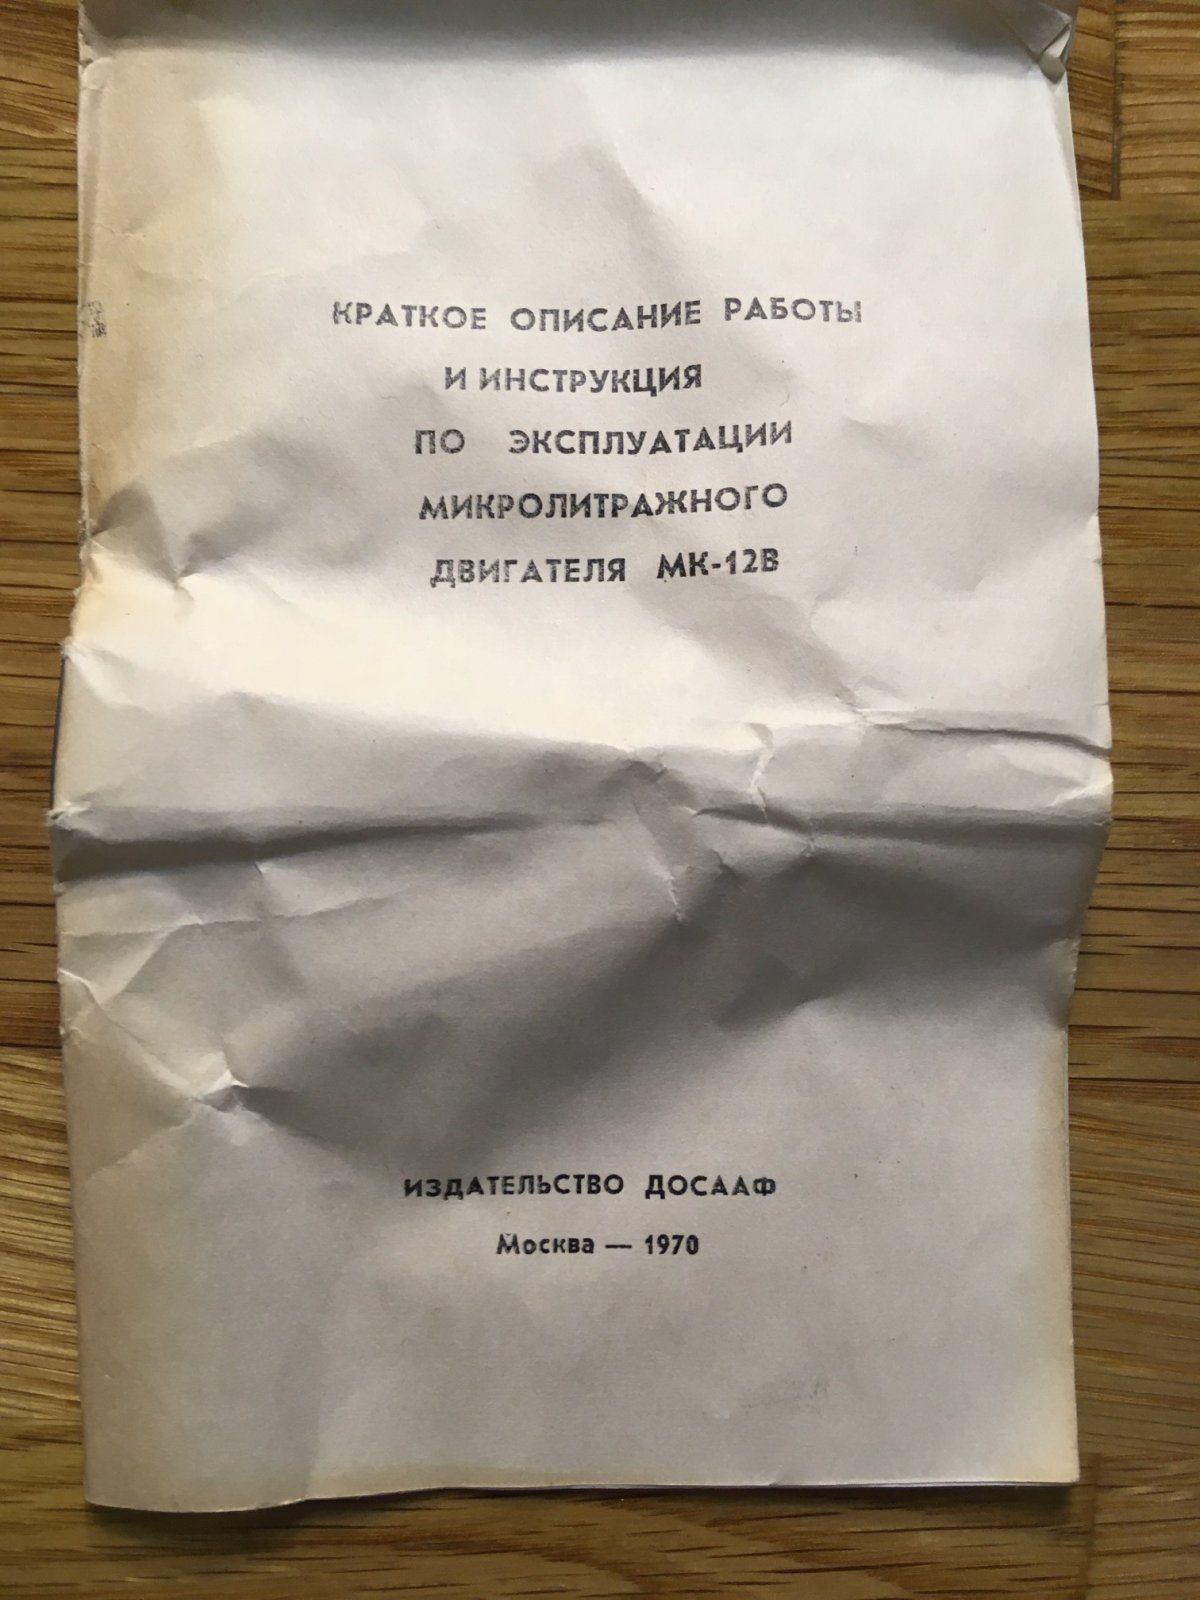 КРАТКОЕ ОПИСАНИЕ РАБОТЫ
И ИНСТРУКЦИЯ
ПО ЭКСПЛУАТАЦИИ
МИКРОЛИТРАЖНОГО
ДВИГАТЕЛЯ МК-12В
ИЗДАТЕЛЬСТВО ДОСААФ
Москва — 1970